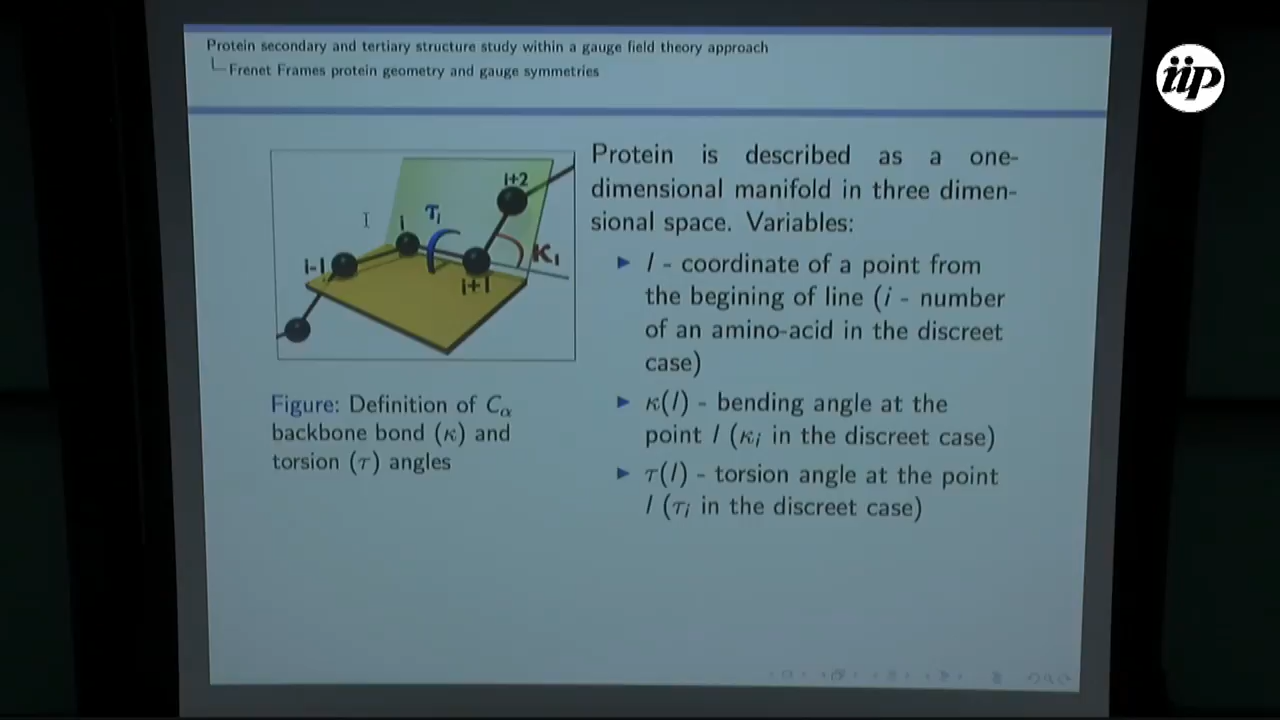 Protein secondary and tertiary structure study within a gauge field theory approach
Frenet Frames protein geometry and gauge symmetries
iip
i+2
τi
i
κi
i-1
i+1
Figure: Definition of Cα
backbone bond (κ) and
torsion (τ) angles
Protein is described as a one-
dimensional manifold in three dimen-
sional space. Variables:
l - coordinate of a point from
the begining of line (i - number
of an amino-acid in the discreet
case)
κ(l) - bending angle at the
point l (κi in the discreet case)
τ(l) - torsion angle at the point
l (τi in the discreet case)